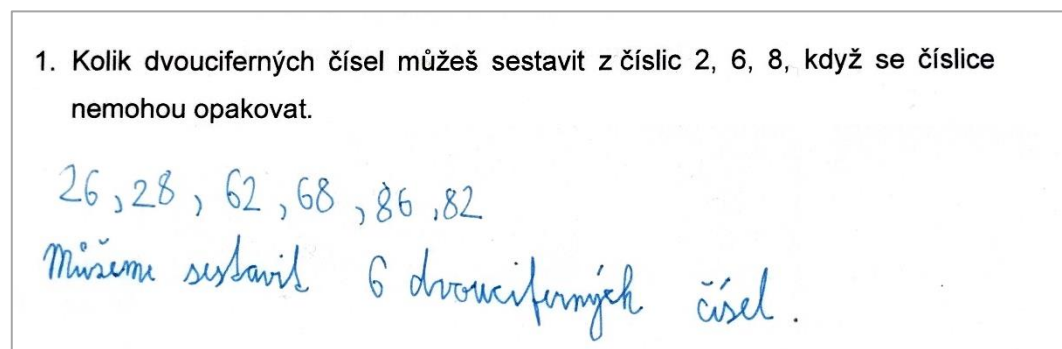 1. Kolik dvouciferných čísel můžeš sestavit z číslic 2, 6, 8, když se číslice
nemohou opakovat.
26, 28, 62, 68, 86, 82
Můžeme sestavit 6 dvouciferných čísel.